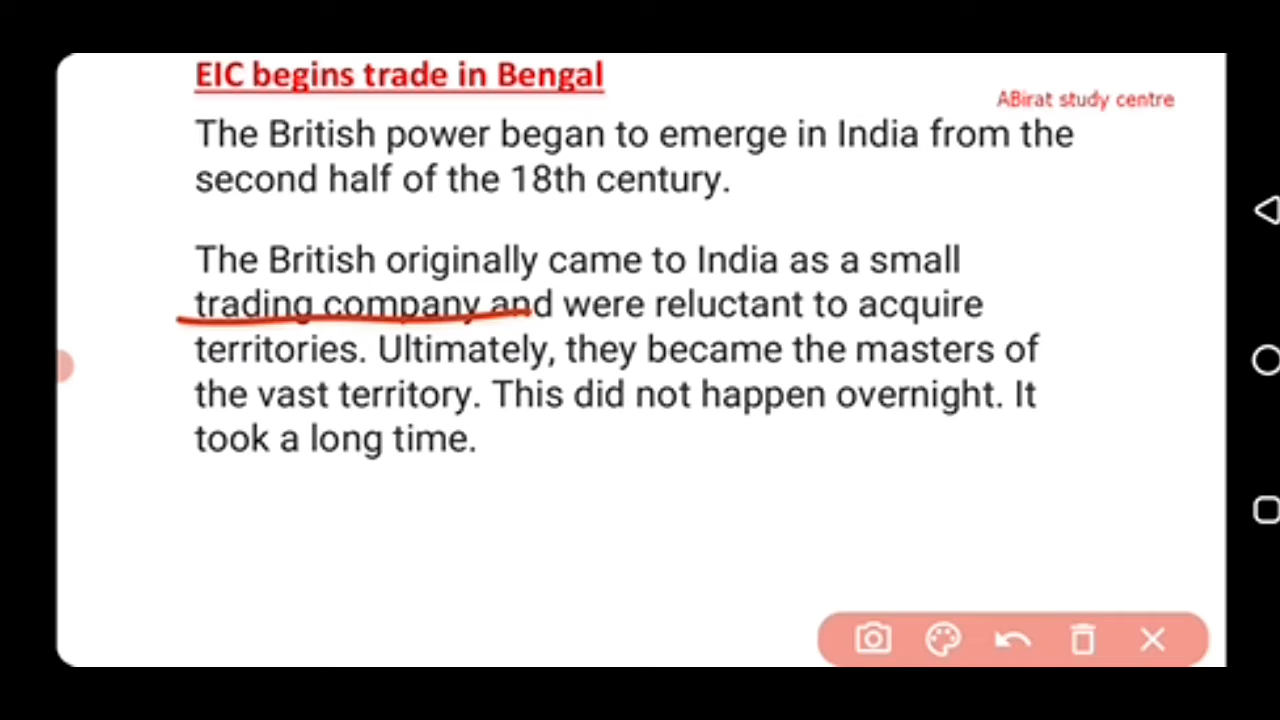 EIC begins trade in Bengal
ABirat study centre
The British power began to emerge in India from the
second half of the 18th century.
The British originally came to India as a small
trading company and were reluctant to acquire
territories. Ultimately, they became the masters of
the vast territory. This did not happen overnight. It
took a long time.